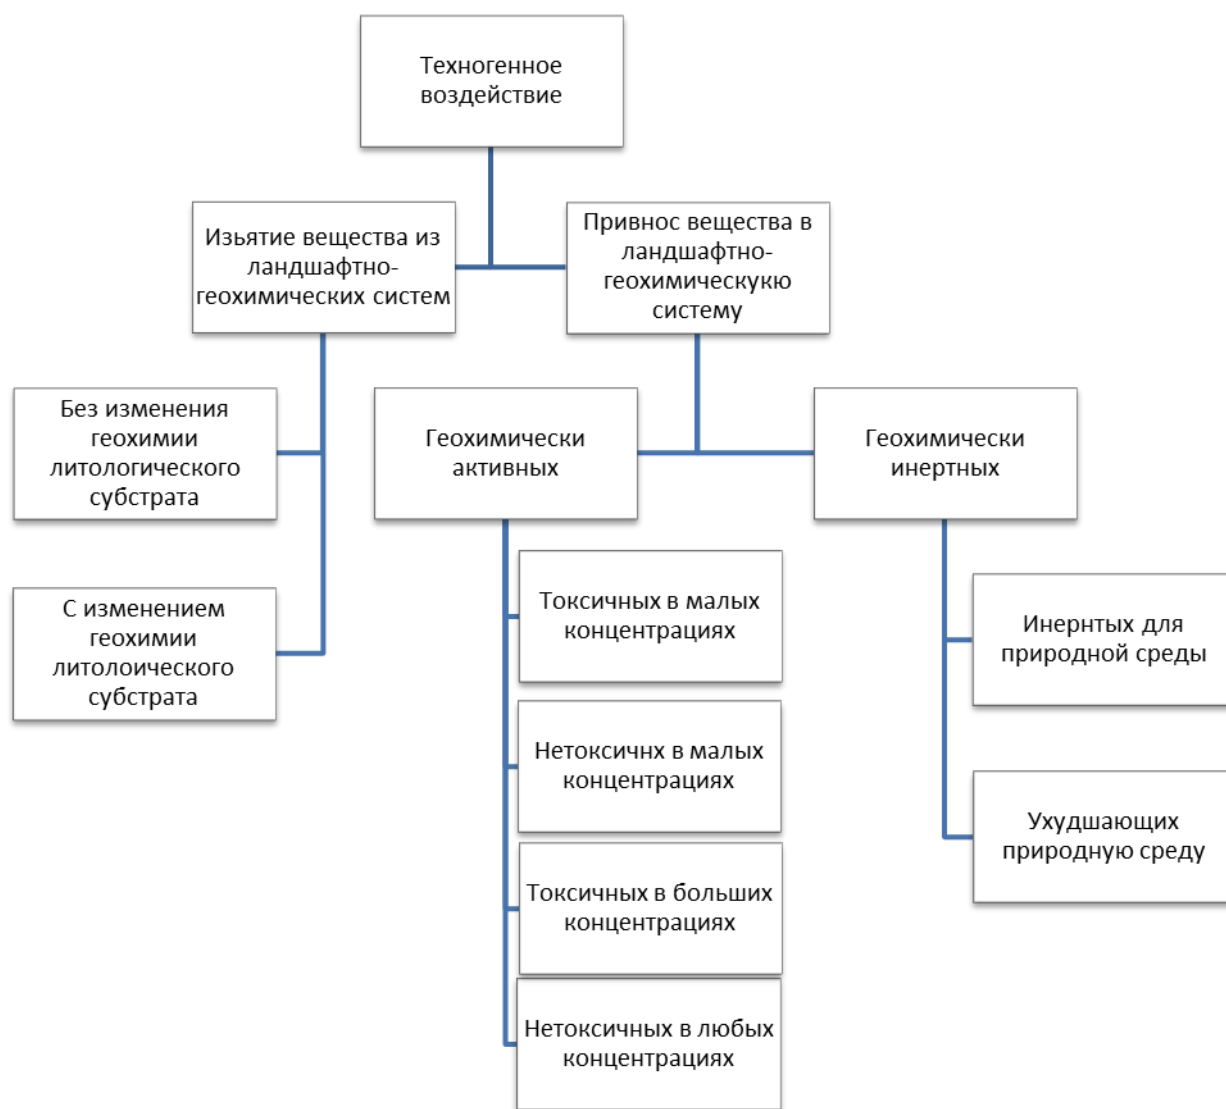 Техногенное
воздействие
Изьятие вещества из
ландшафтно-
геохимических систем
Привнос вещества в
ландшафтно-
геохимическукю
систему
Без изменения
геохимии
литологического
субстрата
С изменением
геохимии
литолоического
субстрата
Геохимически
активных
Токсичных в малых
концентрациях
Нетоксичнх в малых
концентрациях
Токсичных в больших
концентрациях
Нетоксичных в любых
концентрациях
Геохимически
инертных
Инернтых для
природной среды
Ухудшающих
природную среду